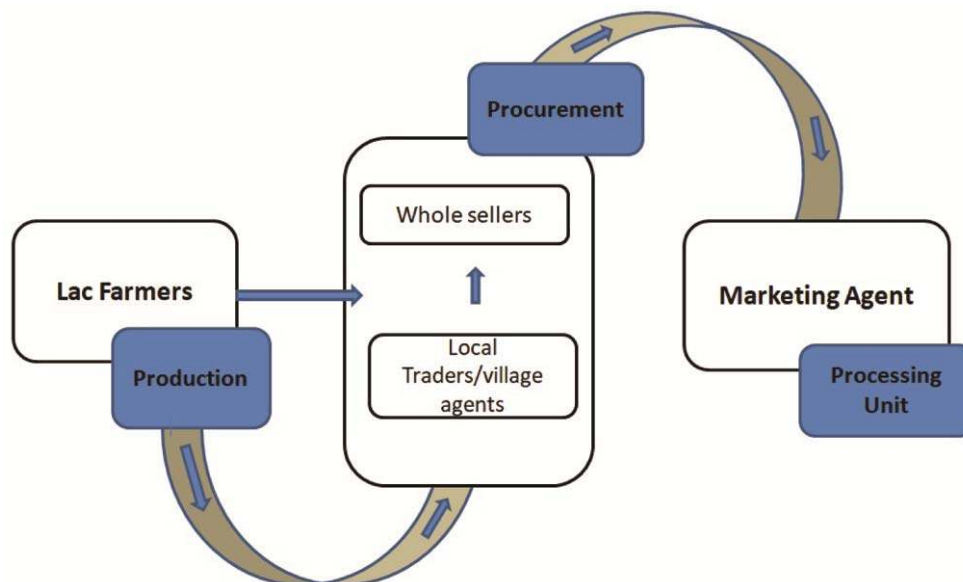 Procurement
Whole sellers
Lac Farmers
Production
Local
Traders/village
agents
Marketing Agent
Processing
Unit